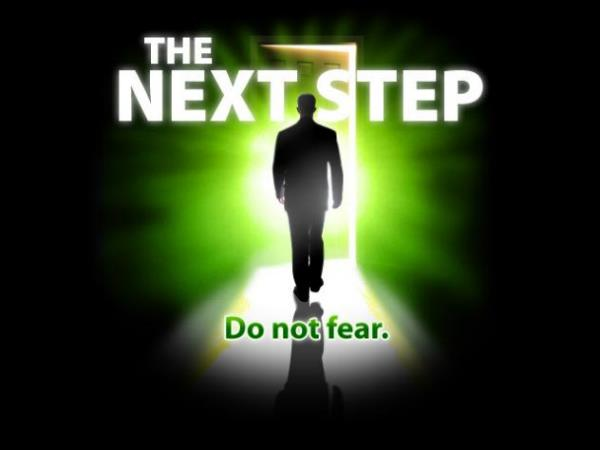 THE
NEXT STEP
Do not fear.